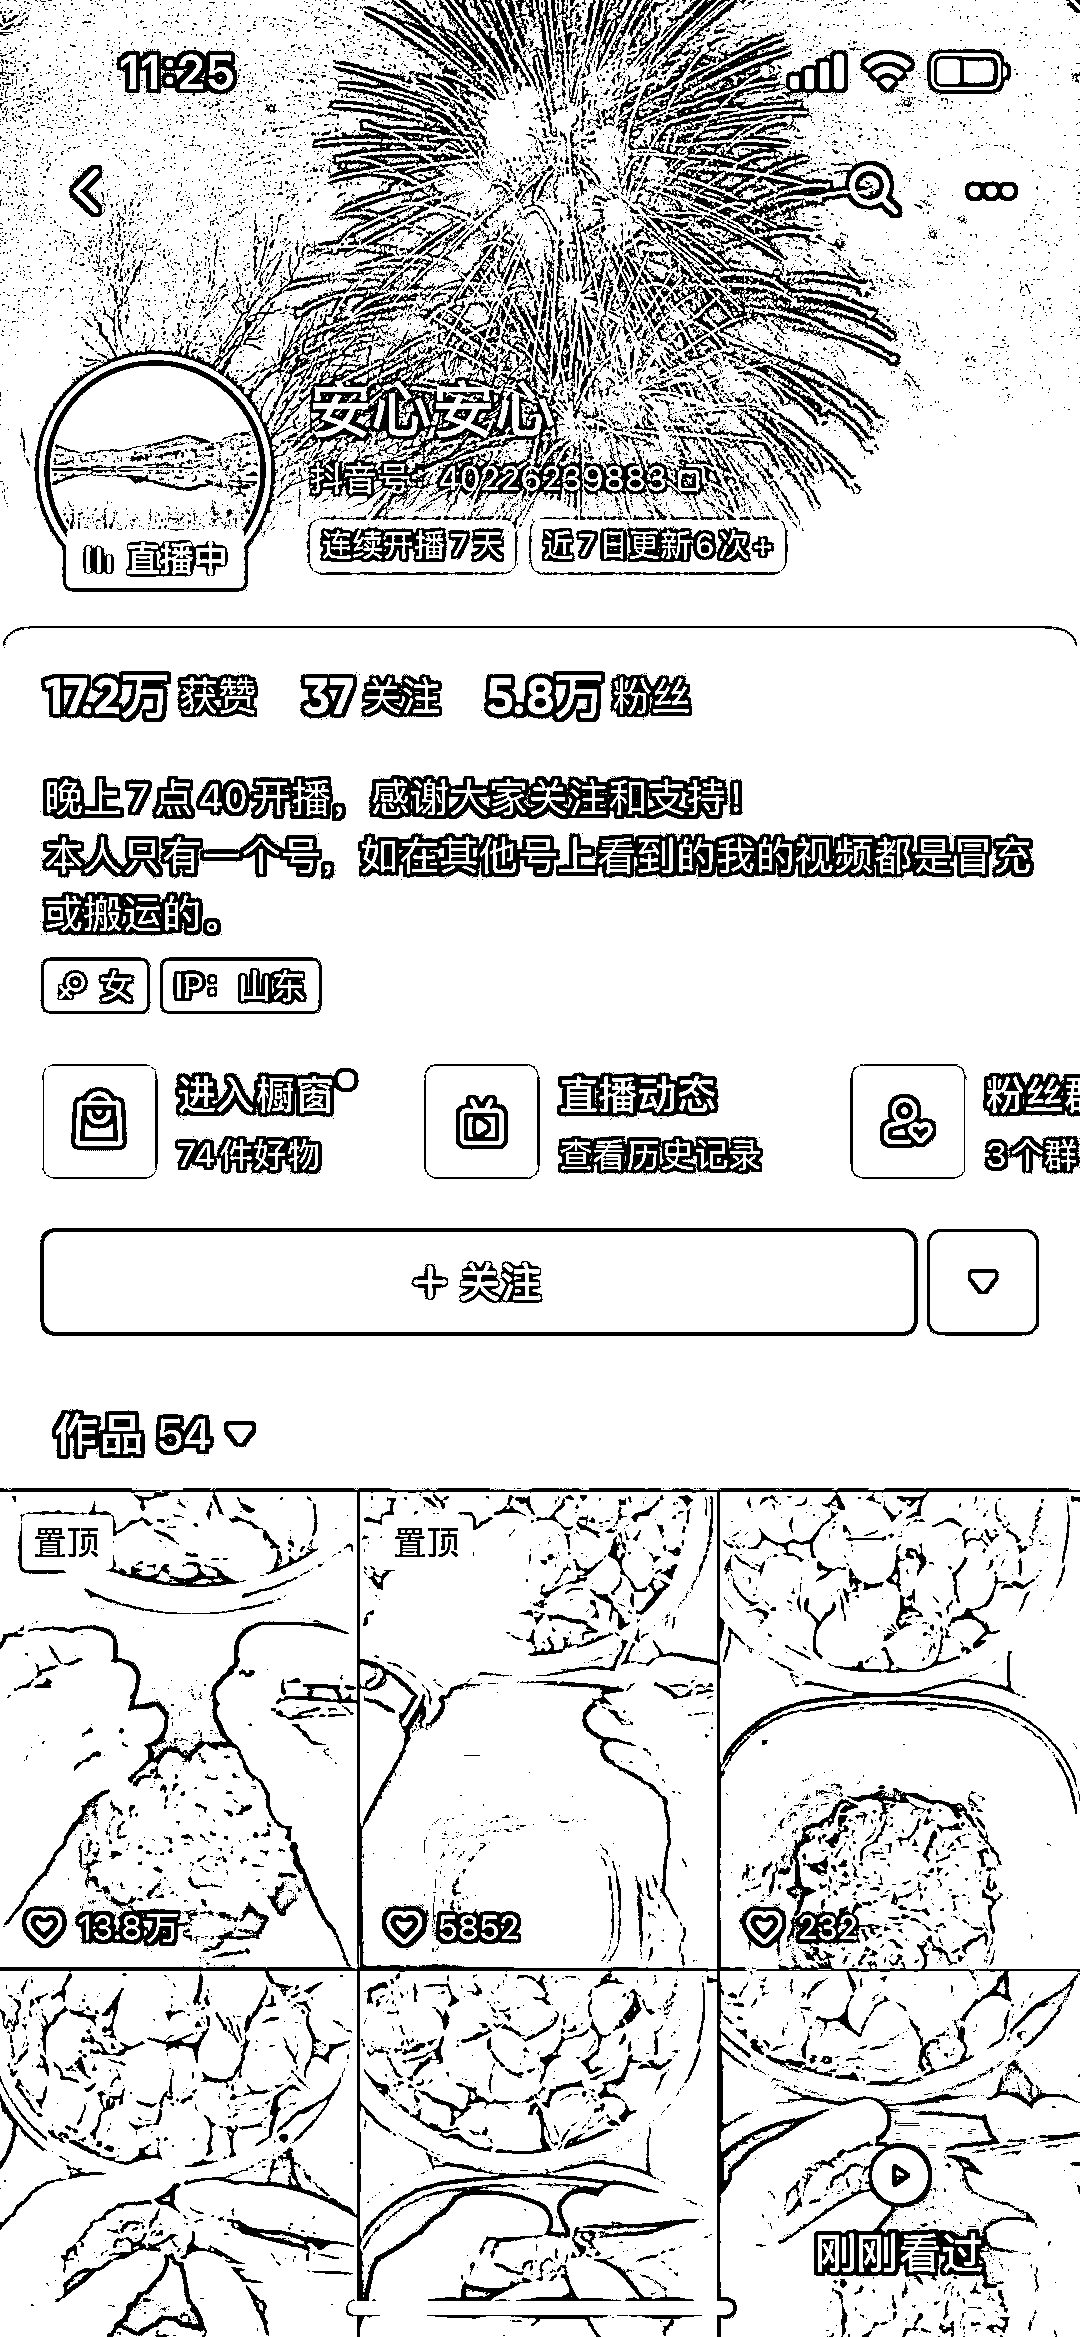 11:25
安心安心
抖音号：40226239883
直播中
连续开播7天
近7日更新6次+
17.2万 获赞 37 关注 5.8万 粉丝
晚上7点40开播，感谢大家关注和支持！
本人只有一个号，如在其他号上看到的我的视频都是冒充
或搬运的。
女
IP：山东
进入橱窗 直播动态 粉丝群
74件好物 查看历史记录 3个群
+ 关注
作品 54
置顶 置顶
13.8万 5852 232
刚刚看过